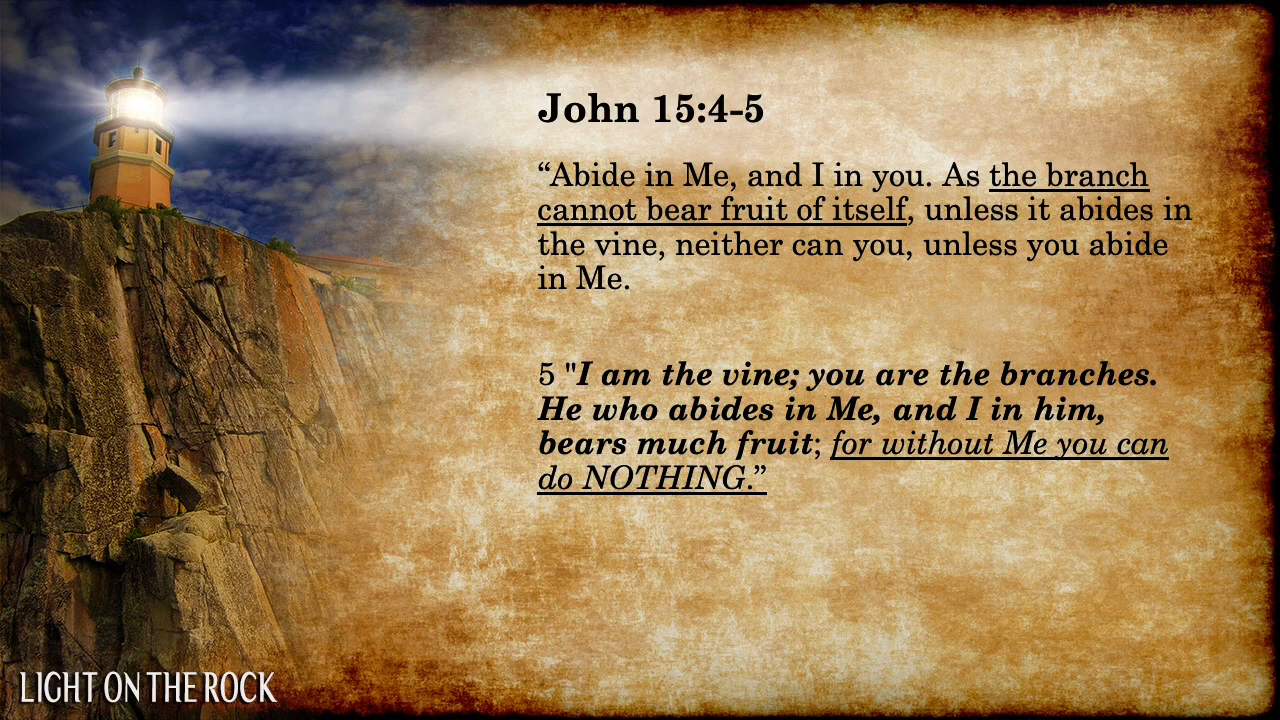 John 15:4-5
“Abide in Me, and I in you. As the branch
cannot bear fruit of itself, unless it abides in
the vine, neither can you, unless you abide
in Me.
5 "I am the vine; you are the branches.
He who abides in Me, and I in him,
bears much fruit; for without Me you can
do NOTHING.”
LIGHT ON THE ROCK